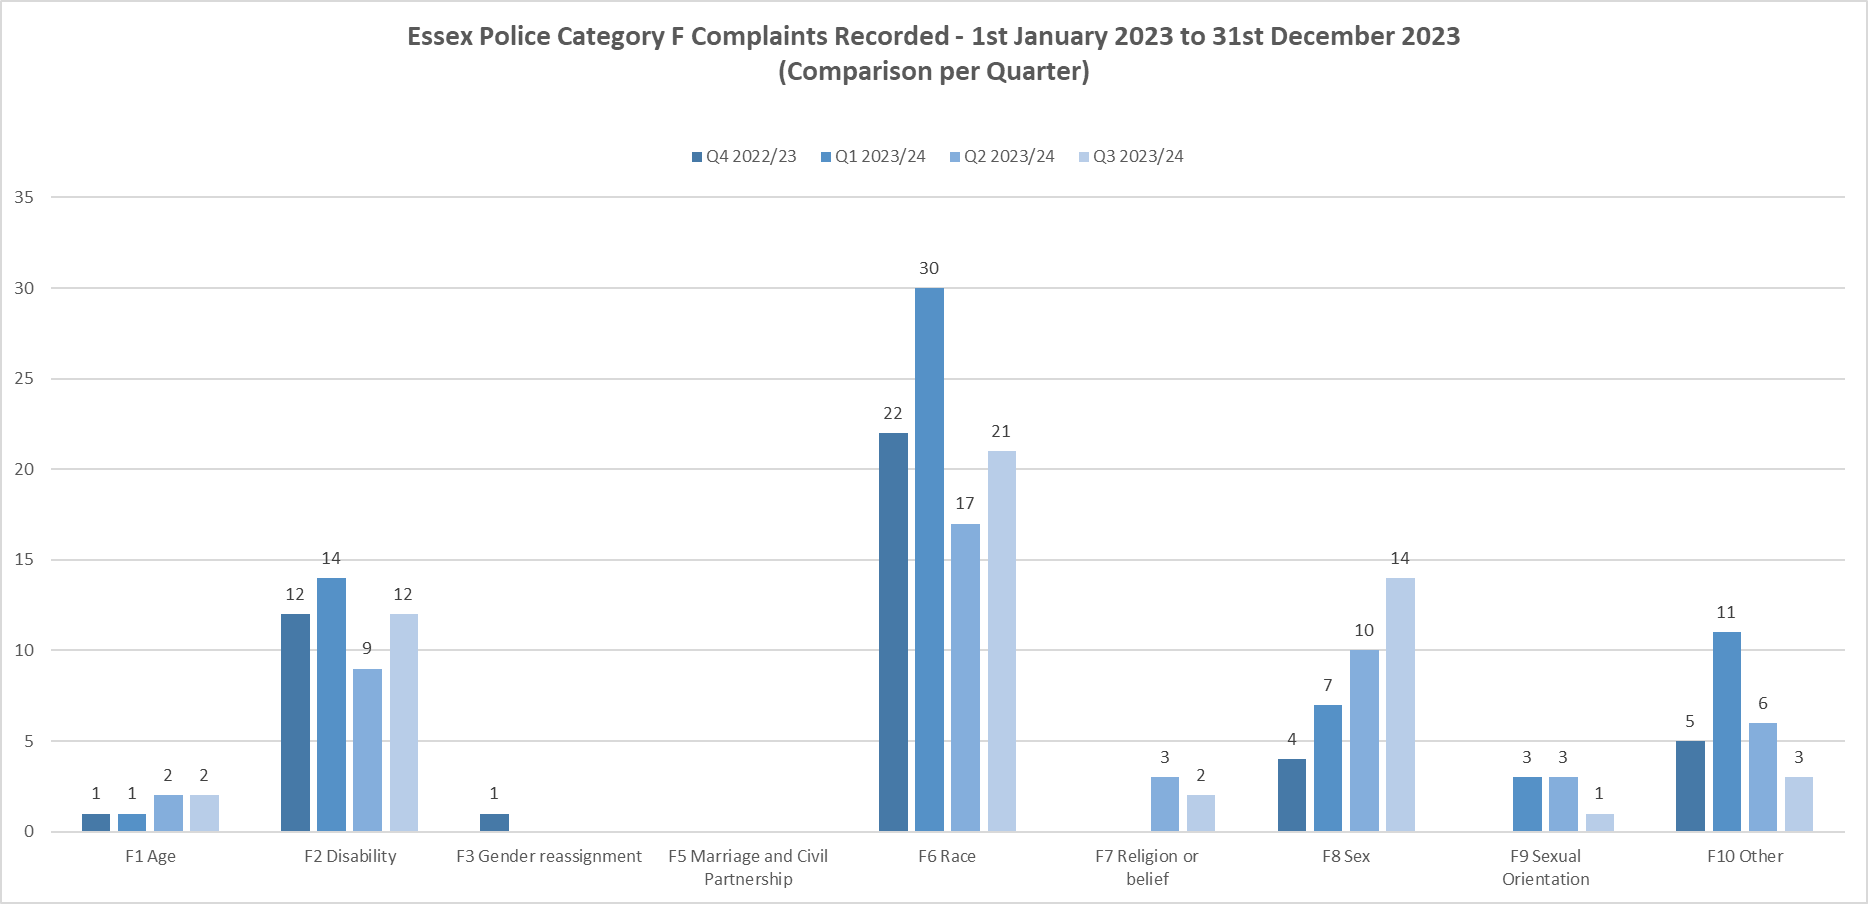 Essex Police Category F Complaints Recorded - 1st January 2023 to 31st December 2023
(Comparison per Quarter)
Q4 2022/23 Q1 2023/24 Q2 2023/24 Q3 2023/24
35
30
25
20
15
10
5
0
1 1 2 2
12 14 9 12
1
22 30 17 21
3 2
4 7 10 14
3 3 1
5 11 6 3
F1 Age
F2 Disability
F3 Gender reassignment
F5 Marriage and Civil
Partnership
F6 Race
F7 Religion or
belief
F8 Sex
F9 Sexual
Orientation
F10 Other